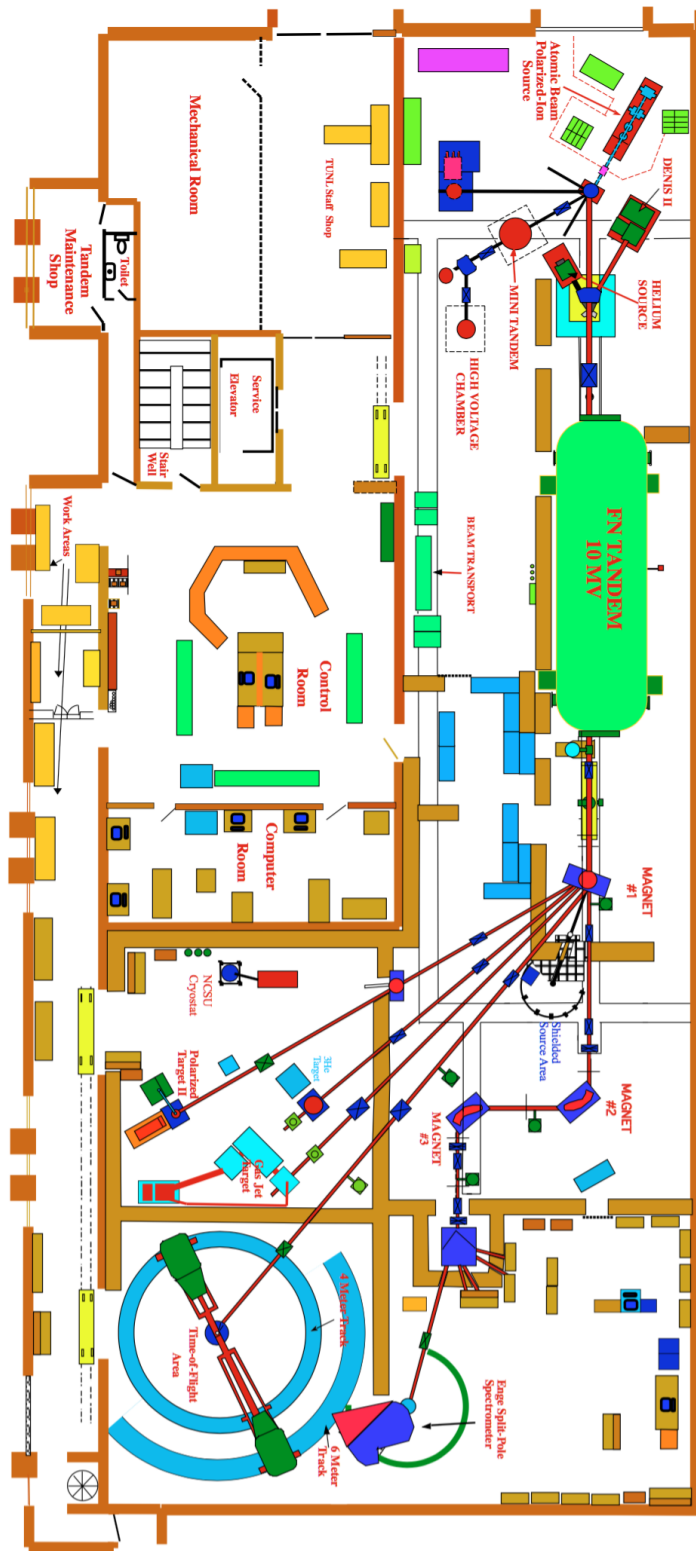 Atomic Beam
Polarized-Ion
Source
DENIS II
HELIUM
SOURCE
MINI TANDEM
HIGH VOLTAGE
CHAMBER
Mechanical Room
TUNL Staff Shop
Toilet
Tandem
Maintenance
Shop
Service
Elevator
Stair
Well
FN TANDEM
10 MV
BEAM TRANSPORT
Work Areas
Control
Room
Computer
Room
MAGNET
#1
Shielded
Source Area
MAGNET
#2
MAGNET
#3
NCSU
Cryostat
Polarized
Target II
3He
Target
Gas Jet
Target
4 Meter Track
Time-of-Flight
Area
6 Meter
Track
Enge Split-Pole
Spectrometer